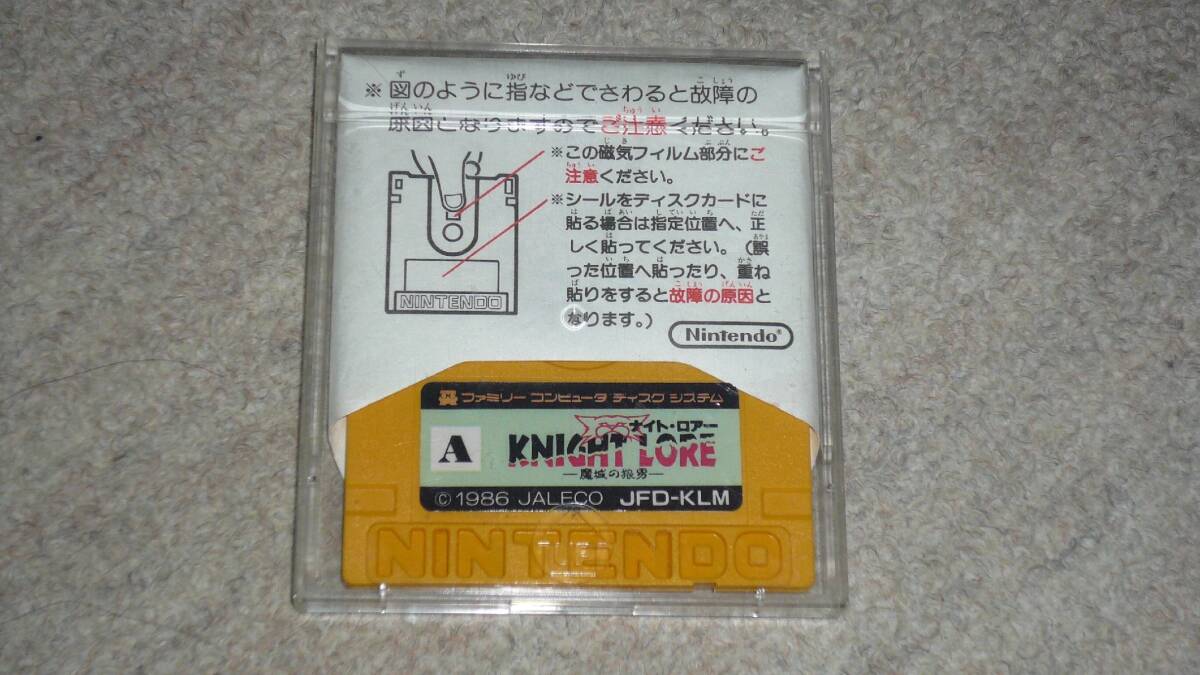 ※図のように指などでさわると故障の
原因となりますのでご注意ください。
※この磁気フィルム部分にご
注意ください。
※シールをディスクカードに
貼る場合は指定位置へ、正
しく貼ってください。（誤
った位置へ貼ったり、重ね
貼りをすると故障の原因と
なります。）
NINTENDO
Nintendo®
ファミリー コンピュータ ディスク システム
A
ナイト・ロアー
KNIGHT LORE
―魔城の狼男―
©1986 JALECO JFD-KLM
NINTENDO